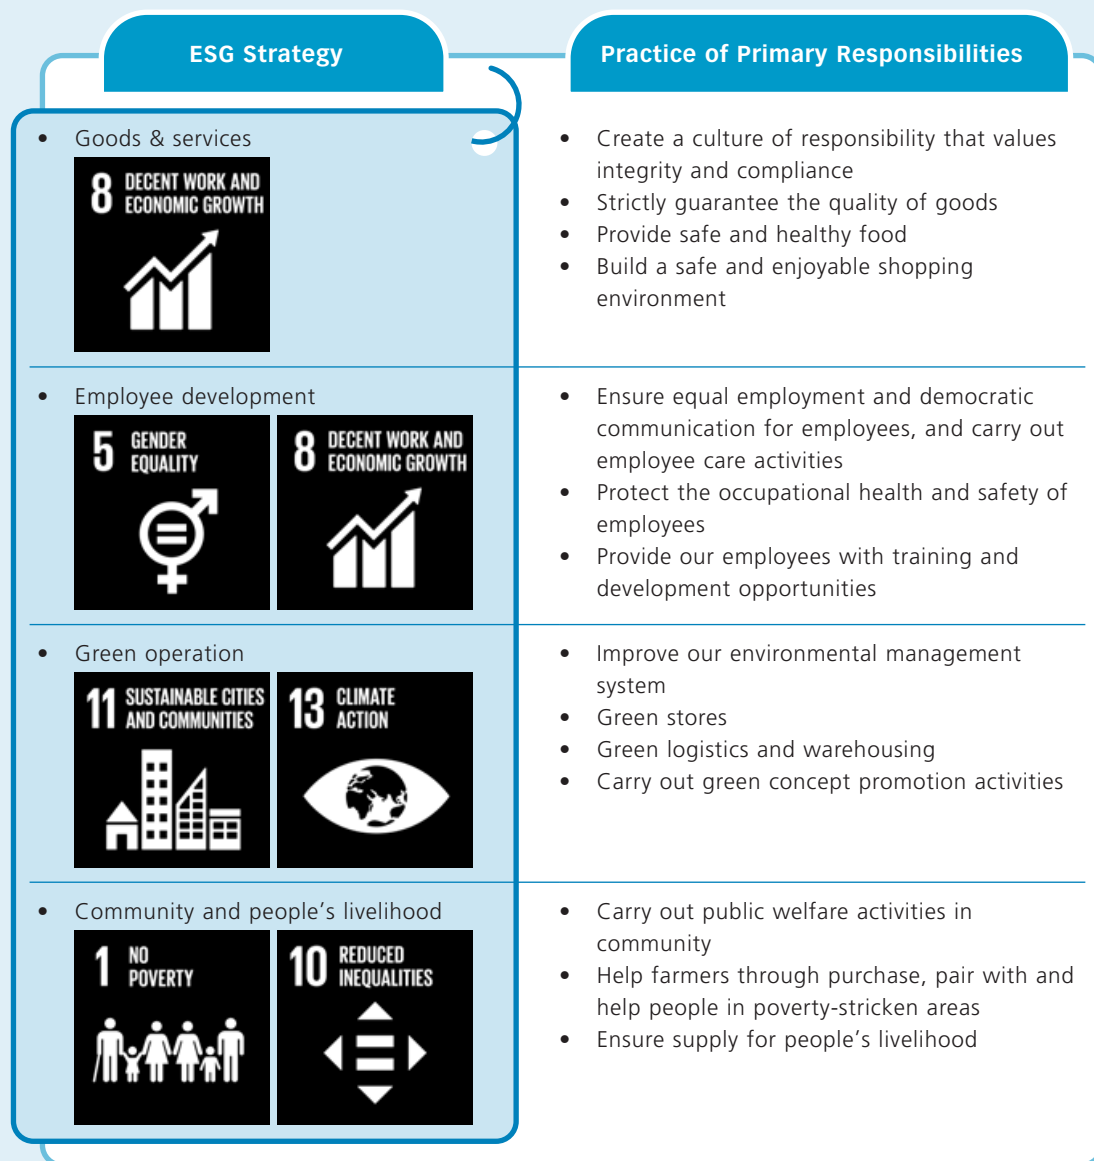 ESG Strategy
Practice of Primary Responsibilities
• Goods & services
8 DECENT WORK AND
ECONOMIC GROWTH
• Create a culture of responsibility that values
integrity and compliance
• Strictly guarantee the quality of goods
• Provide safe and healthy food
• Build a safe and enjoyable shopping
environment
• Employee development
5 GENDER
EQUALITY
8 DECENT WORK AND
ECONOMIC GROWTH
• Ensure equal employment and democratic
communication for employees, and carry out
employee care activities
• Protect the occupational health and safety of
employees
• Provide our employees with training and
development opportunities
• Green operation
11 SUSTAINABLE CITIES
AND COMMUNITIES
13 CLIMATE
ACTION
• Improve our environmental management
system
• Green stores
• Green logistics and warehousing
• Carry out green concept promotion activities
• Community and people’s livelihood
1 NO
POVERTY
10 REDUCED
INEQUALITIES
• Carry out public welfare activities in
community
• Help farmers through purchase, pair with and
help people in poverty-stricken areas
• Ensure supply for people’s livelihood